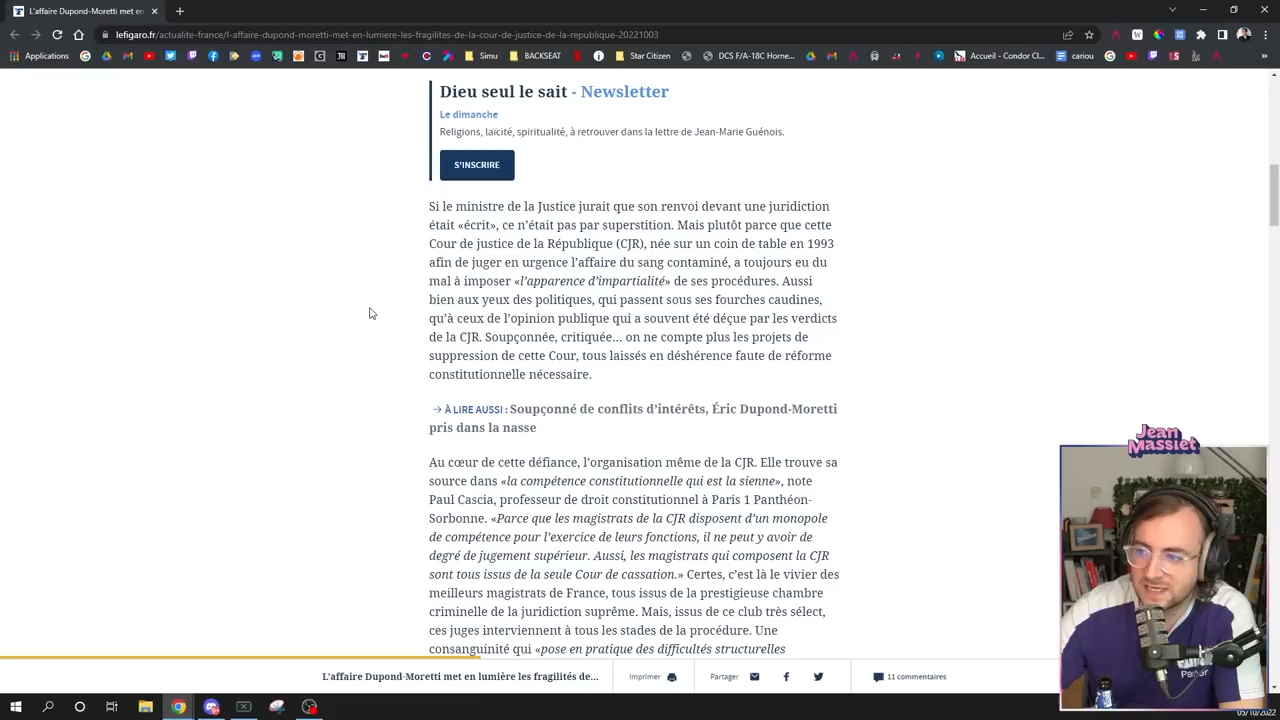 L'affaire Dupond-Moretti met en
lefigaro.fr/actualite-france/l-affaire-dupond-moretti-met-en-lumiere-les-fragilites-de-la-cour-de-justice-de-la-republique-20221003
Applications
Simu
BACKSEAT
Star Citizen
DCS F/A-18C Horne...
Accueil - Condor Cl...
cariou
Dieu seul le sait - Newsletter
Le dimanche
Religions, laïcité, spiritualité, à retrouver dans la lettre de Jean-Marie Guénois.
S'INSCRIRE
Si le ministre de la Justice jurait que son renvoi devant une juridiction
était «écrit», ce n'était pas par superstition. Mais plutôt parce que cette
Cour de justice de la République (CJR), née sur un coin de table en 1993
afin de juger en urgence l'affaire du sang contaminé, a toujours eu du
mal à imposer «l'apparence d'impartialité» de ses procédures. Aussi
bien aux yeux des politiques, qui passent sous ses fourches caudines,
qu'à ceux de l'opinion publique qui a souvent été déçue par les verdicts
de la CJR. Soupçonnée, critiquée… on ne compte plus les projets de
suppression de cette Cour, tous laissés en déshérence faute de réforme
constitutionnelle nécessaire.
→ À LIRE AUSSI : Soupçonné de conflits d'intérêts, Éric Dupond-Moretti
pris dans la nasse
Au cœur de cette défiance, l'organisation même de la CJR. Elle trouve sa
source dans «la compétence constitutionnelle qui est la sienne», note
Paul Cascia, professeur de droit constitutionnel à Paris 1 Panthéon-
Sorbonne. «Parce que les magistrats de la CJR disposent d'un monopole
de compétence pour l'exercice de leurs fonctions, il ne peut y avoir de
degré de jugement supérieur. Aussi, les magistrats qui composent la CJR
sont tous issus de la seule Cour de cassation.» Certes, c'est là le vivier des
meilleurs magistrats de France, tous issus de la prestigieuse chambre
criminelle de la juridiction suprême. Mais, issus de ce club très sélect,
ces juges interviennent à tous les stades de la procédure. Une
consanguinité qui «pose en pratique des difficultés structurelles
L'affaire Dupond-Moretti met en lumière les fragilités de...
Imprimer
Partager
11 commentaires
Jean
Massiet
05/10/2022